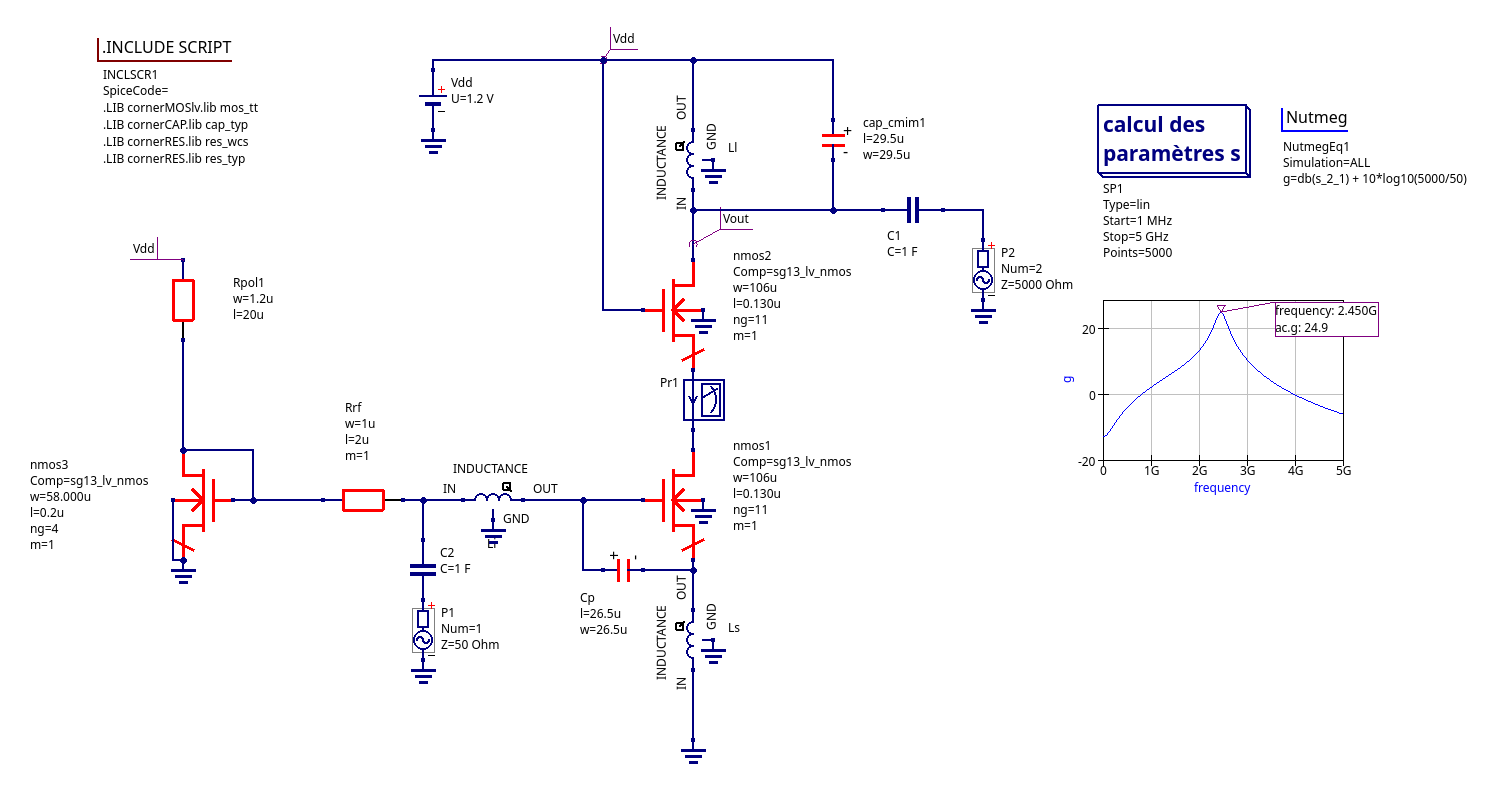 .INCLUDE SCRIPT
INCLSCR1
SpiceCode=
.LIB cornerMOSlv.lib mos_tt
.LIB cornerCAP.lib cap_typ
.LIB cornerRES.lib res_wcs
.LIB cornerRES.lib res_typ
Vdd
Vdd
U=1.2 V
+
−
OUT
GND
INDUCTANCE
Ll
IN
cap_cmim1
l=29.5u
w=29.5u
+
-
Vout
C1
C=1 F
P2
Num=2
Z=5000 Ohm
+
−
nmos2
Comp=sg13_lv_nmos
w=106u
l=0.130u
ng=11
m=1
Pr1
nmos1
Comp=sg13_lv_nmos
w=106u
l=0.130u
ng=11
m=1
Vdd
Rpol1
w=1.2u
l=20u
Rrf
w=1u
l=2u
m=1
nmos3
Comp=sg13_lv_nmos
w=58.000u
l=0.2u
ng=4
m=1
INDUCTANCE
IN
OUT
GND
C2
C=1 F
P1
Num=1
Z=50 Ohm
+
−
+
-
Cp
l=26.5u
w=26.5u
OUT
GND
INDUCTANCE
Ls
IN
calcul des
paramètres s
SP1
Type=lin
Start=1 MHz
Stop=5 GHz
Points=5000
Nutmeg
NutmegEq1
Simulation=ALL
g=db(s_2_1) + 10*log10(5000/50)
frequency: 2.450G
ac.g: 24.9
20
0
-20
g
0
1G
2G
3G
4G
5G
frequency